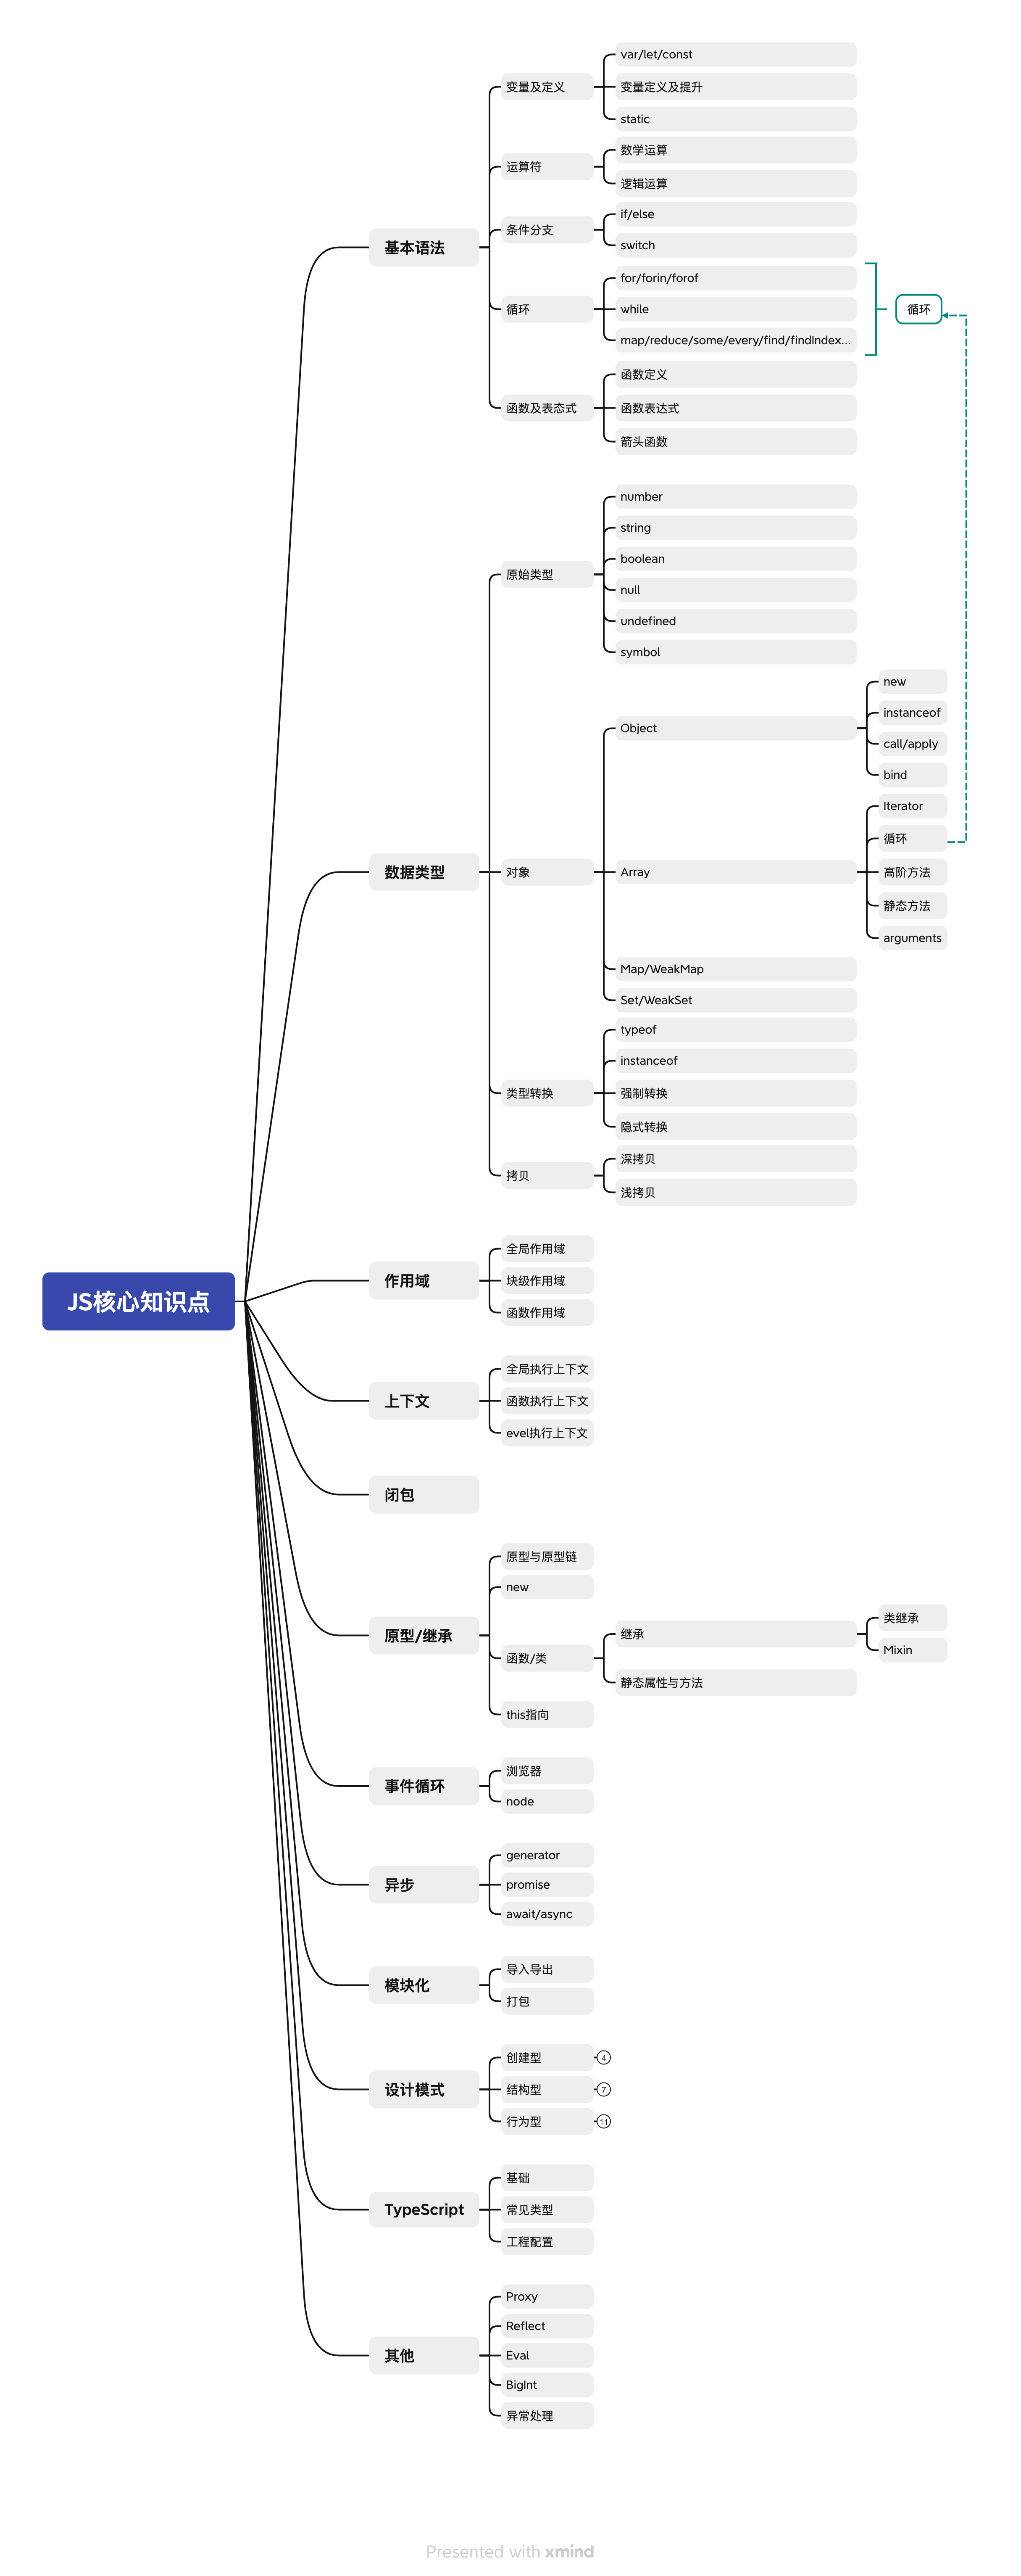 JS核心知识点
基本语法
变量及定义
var/let/const
变量定义及提升
static
运算符
数学运算
逻辑运算
条件分支
if/else
switch
循环
for/forin/forof
while
map/reduce/some/every/find/findIndex...
循环
函数及表态式
函数定义
函数表达式
箭头函数
数据类型
原始类型
number
string
boolean
null
undefined
symbol
对象
Object
new
instanceof
call/apply
bind
Array
Iterator
循环
高阶方法
静态方法
arguments
Map/WeakMap
Set/WeakSet
类型转换
typeof
instanceof
强制转换
隐式转换
拷贝
深拷贝
浅拷贝
作用域
全局作用域
块级作用域
函数作用域
上下文
全局执行上下文
函数执行上下文
evel执行上下文
闭包
原型/继承
原型与原型链
new
函数/类
继承
类继承
Mixin
静态属性与方法
this指向
事件循环
浏览器
node
异步
generator
promise
await/async
模块化
导入导出
打包
设计模式
创建型
4
结构型
7
行为型
11
TypeScript
基础
常见类型
工程配置
其他
Proxy
Reflect
Eval
BigInt
异常处理
Presented with xmind